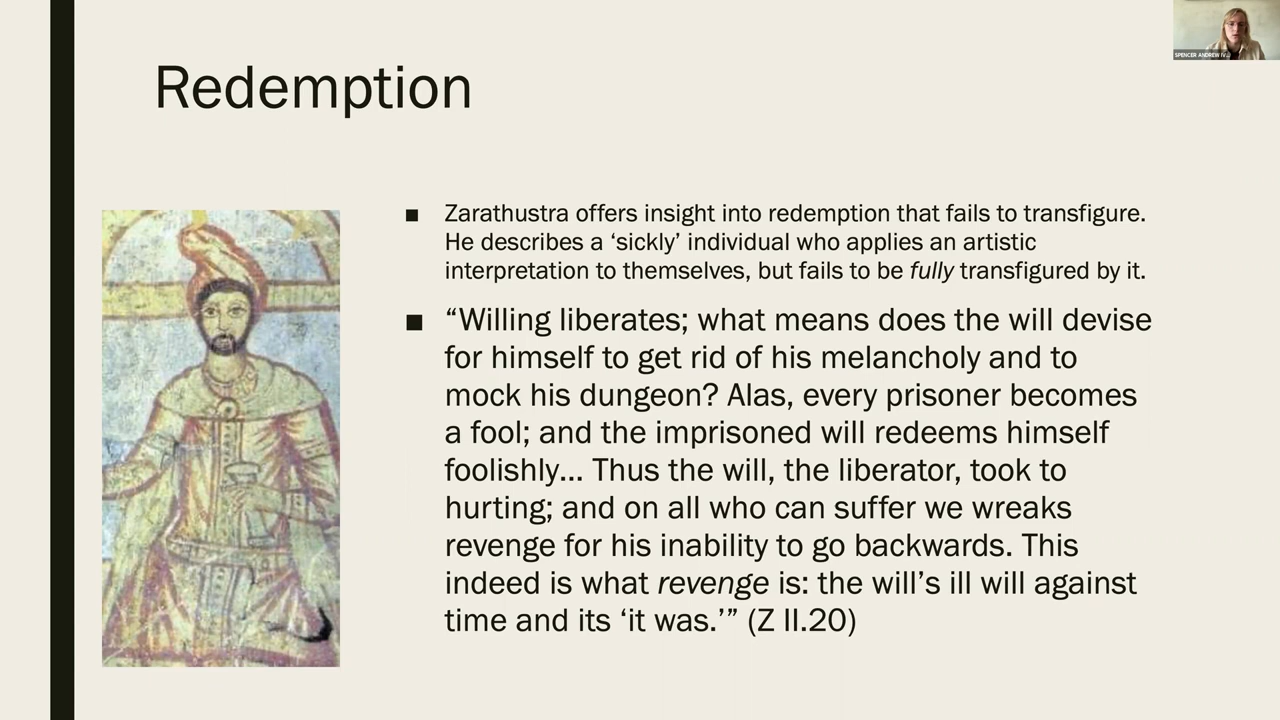 SPENCER ANDREW IV...
Redemption
■ Zarathustra offers insight into redemption that fails to transfigure.
He describes a ‘sickly’ individual who applies an artistic
interpretation to themselves, but fails to be fully transfigured by it.
■ “Willing liberates; what means does the will devise
for himself to get rid of his melancholy and to
mock his dungeon? Alas, every prisoner becomes
a fool; and the imprisoned will redeems himself
foolishly... Thus the will, the liberator, took to
hurting; and on all who can suffer we wreaks
revenge for his inability to go backwards. This
indeed is what revenge is: the will’s ill will against
time and its ‘it was.’” (Z II.20)